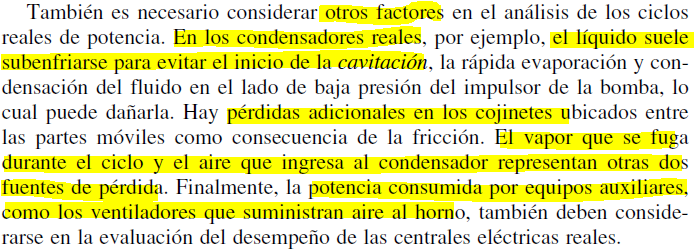 También es necesario considerar otros factores en el análisis de los ciclos
reales de potencia. En los condensadores reales, por ejemplo, el líquido suele
subenfriarse para evitar el inicio de la cavitación, la rápida evaporación y con-
densación del fluido en el lado de baja presión del impulsor de la bomba, lo
cual puede dañarla. Hay pérdidas adicionales en los cojinetes ubicados entre
las partes móviles como consecuencia de la fricción. El vapor que se fuga
durante el ciclo y el aire que ingresa al condensador representan otras dos
fuentes de pérdida. Finalmente, la potencia consumida por equipos auxiliares,
como los ventiladores que suministran aire al horno, también deben conside-
rarse en la evaluación del desempeño de las centrales eléctricas reales.